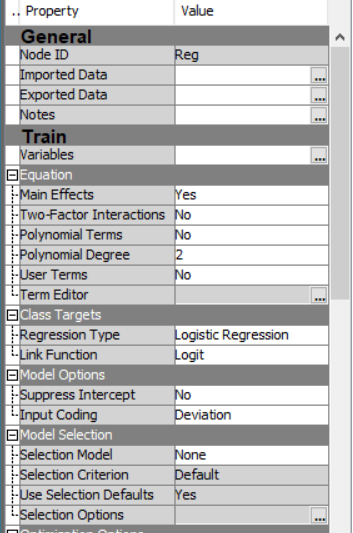 .. Property Value
General
Node ID Reg
Imported Data ...
Exported Data ...
Notes ...
Train
Variables ...
Equation
Main Effects Yes
Two-Factor Interactions No
Polynomial Terms No
Polynomial Degree 2
User Terms No
Term Editor ...
Class Targets
Regression Type Logistic Regression
Link Function Logit
Model Options
Suppress Intercept No
Input Coding Deviation
Model Selection
Selection Model None
Selection Criterion Default
Use Selection Defaults Yes
Selection Options ...
Optimization Options